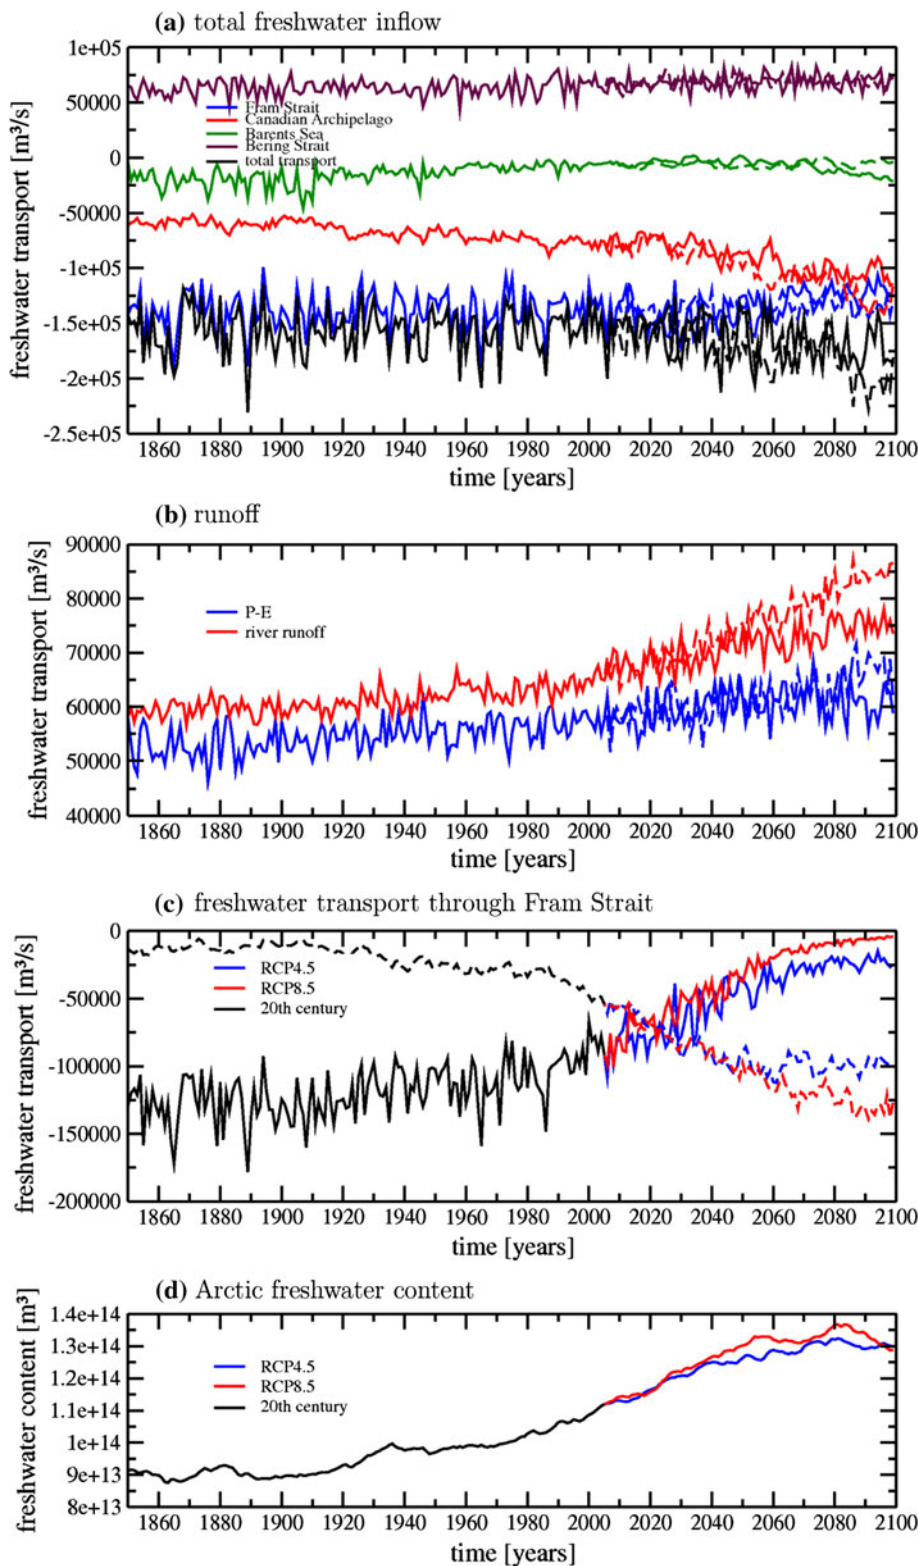 (a) total freshwater inflow
freshwater transport [m³/s]
1e+05
50000
0
-50000
-1e+05
-1.5e+05
-2e+05
-2.5e+05
Fram Strait
Canadian Archipelago
Barents Sea
Bering Strait
total transport
1860 1880 1900 1920 1940 1960 1980 2000 2020 2040 2060 2080 2100
time [years]
(b) runoff
freshwater transport [m³/s]
90000
80000
70000
60000
50000
40000
P-E
river runoff
1860 1880 1900 1920 1940 1960 1980 2000 2020 2040 2060 2080 2100
time [years]
(c) freshwater transport through Fram Strait
freshwater transport [m³/s]
0
-50000
-100000
-150000
-200000
RCP4.5
RCP8.5
20th century
1860 1880 1900 1920 1940 1960 1980 2000 2020 2040 2060 2080 2100
time [years]
(d) Arctic freshwater content
freshwater content [m³]
1.4e+14
1.3e+14
1.2e+14
1.1e+14
1e+14
9e+13
8e+13
RCP4.5
RCP8.5
20th century
1860 1880 1900 1920 1940 1960 1980 2000 2020 2040 2060 2080 2100
time [years]